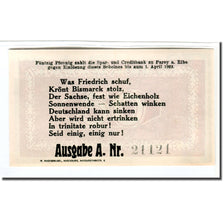 Fünfzig Pfennig zahlt die Spar- und Creditbank zu Parey a. Elbe
gegen Einlösung dieses Scheines bis zum 1. April 1922.
Was Friedrich schuf,
Krönt Bismarck stolz,
Der Sachse, fest wie Eichenholz
Sonnenwende — Schatten winken
Deutschland kann sinken
Aber wird nicht ertrinken
In trinitate robur!
Seid einig, einig nur!
Ausgabe A. Nr. 21121